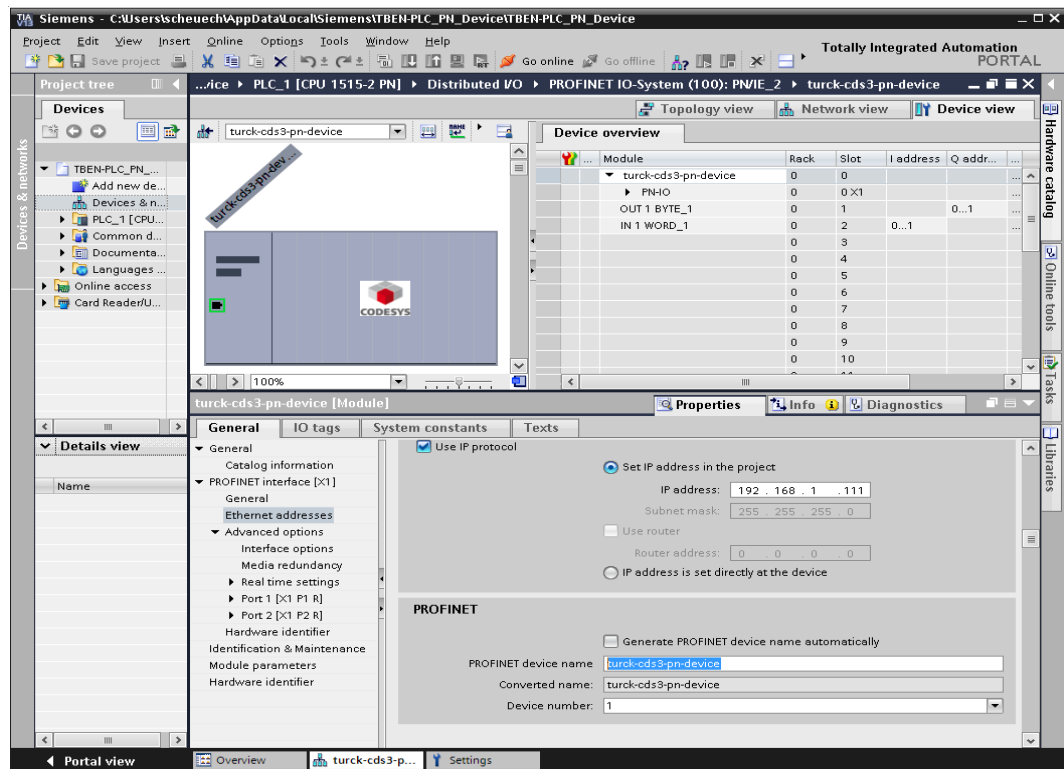 Siemens - C:\Users\scheuech\AppData\Local\Siemens\TBEN-PLC_PN_Device\TBEN-PLC_PN_Device
Project Edit View Insert Online Options Tools Window Help
Totally Integrated Automation
PORTAL
Save project
Go online
Go offline
Project tree
.../ice PLC_1 [CPU 1515-2 PN] Distributed I/O PROFINET IO-System (100): PN/IE_2 turck-cds3-pn-device
Devices
Topology view
Network view
Device view
turck-cds3-pn-device
Device overview
... Module Rack Slot I address Q addr... ...
turck-cds3-pn-device 0 0 ...
PN-IO 0 0 X1 ...
OUT 1 BYTE_1 0 1 0...1
IN 1 WORD_1 0 2 0...1 ...
0 3
0 4
0 5
0 6
0 7
0 8
0 9
0 10
Devices & networks
TBEN-PLC_PN_...
Add new de...
Devices & n...
PLC_1 [CPU...
Common d...
Documenta...
Languages ...
Online access
Card Reader/U...
turck-cds3-pn-dev...
CODESYS
100%
Hardware catalog
Online tools
Tasks
Libraries
turck-cds3-pn-device [Module]
Properties
Info
Diagnostics
General IO tags System constants Texts
Details view
Name
General
Catalog information
PROFINET interface [X1]
General
Ethernet addresses
Advanced options
Interface options
Media redundancy
Real time settings
Port 1 [X1 P1 R]
Port 2 [X1 P2 R]
Hardware identifier
Identification & Maintenance
Module parameters
Hardware identifier
Use IP protocol
Set IP address in the project
IP address: 192 . 168 . 1 . 111
Subnet mask: 255 . 255 . 255 . 0
Use router
Router address: 0 . 0 . 0 . 0
IP address is set directly at the device
PROFINET
Generate PROFINET device name automatically
PROFINET device name turck-cds3-pn-device
Converted name: turck-cds3-pn-device
Device number: 1
Portal view
Overview
turck-cds3-p...
Settings